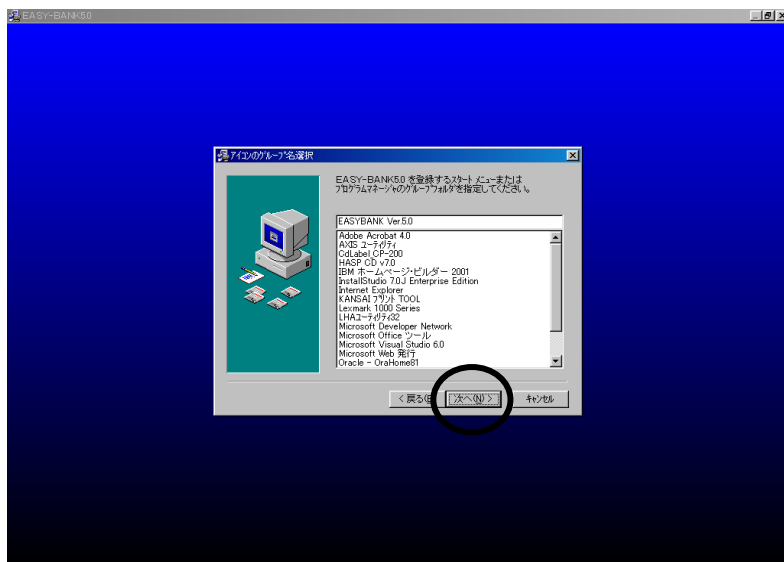 EASY-BANK5.0
アイコンのグループ名選択
EASY-BANK5.0 を登録するスタート メニューまたは
プログラムマネージャのグループフォルダを指定してください。
EASYBANK Ver.5.0
Adobe Acrobat 4.0
AXIS ユーティリティ
CdLabel CP-200
HASP CD v7.0
IBM ホームページ・ビルダー 2001
InstallStudio 7.0J Enterprise Edition
Internet Explorer
KANSAI プリント TOOL
Lexmark 1000 Series
LHAユーティリティ32
Microsoft Developer Network
Microsoft Office ツール
Microsoft Visual Studio 6.0
Microsoft Web 発行
Oracle - OraHome81
< 戻る(B
次へ(N) >
キャンセル